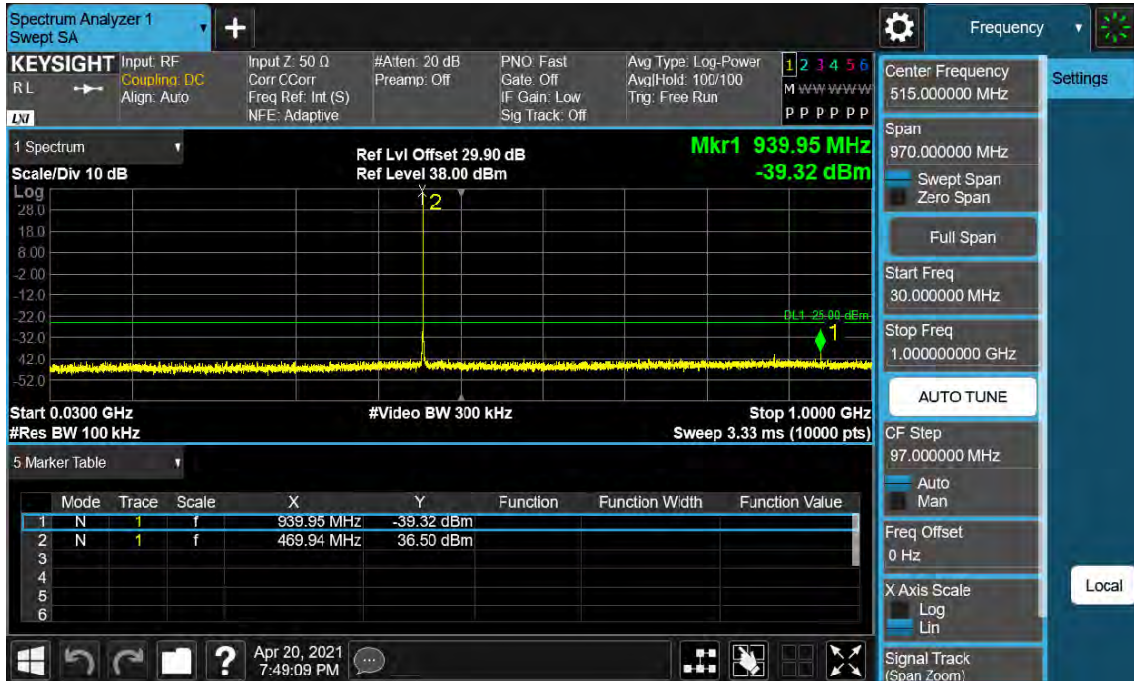 Spectrum Analyzer 1
Swept SA
+
Frequency
KEYSIGHT
RL
LXI
Input: RF
Coupling: DC
Align: Auto
Input Z: 50 Ω
Corr CCorr
Freq Ref: Int (S)
NFE: Adaptive
#Atten: 20 dB
Preamp: Off
PNO: Fast
Gate: Off
IF Gain: Low
Sig Track: Off
Avg Type: Log-Power
Avg|Hold: 100/100
Trig: Free Run
1 2 3 4 5 6
M W W W W W
P P P P P P
1 Spectrum
Scale/Div 10 dB
Ref Lvl Offset 29.90 dB
Ref Level 38.00 dBm
Mkr1 939.95 MHz
-39.32 dBm
Log
28.0
18.0
8.00
-2.00
-12.0
-22.0
-32.0
-42.0
-52.0
2
DL1 -25.00 dBm
1
Start 0.0300 GHz
#Video BW 300 kHz
Stop 1.0000 GHz
#Res BW 100 kHz
Sweep 3.33 ms (10000 pts)
5 Marker Table
Mode Trace Scale X Y Function Function Width Function Value
1 N 1 f 939.95 MHz -39.32 dBm
2 N 1 f 469.94 MHz 36.50 dBm
3
4
5
6
Apr 20, 2021
7:49:09 PM
?
Center Frequency
515.000000 MHz
Settings
Span
970.000000 MHz
Swept Span
Zero Span
Full Span
Start Freq
30.000000 MHz
Stop Freq
1.000000000 GHz
AUTO TUNE
CF Step
97.000000 MHz
Auto
Man
Freq Offset
0 Hz
X Axis Scale
Log
Lin
Local
Signal Track
(Span Zoom)